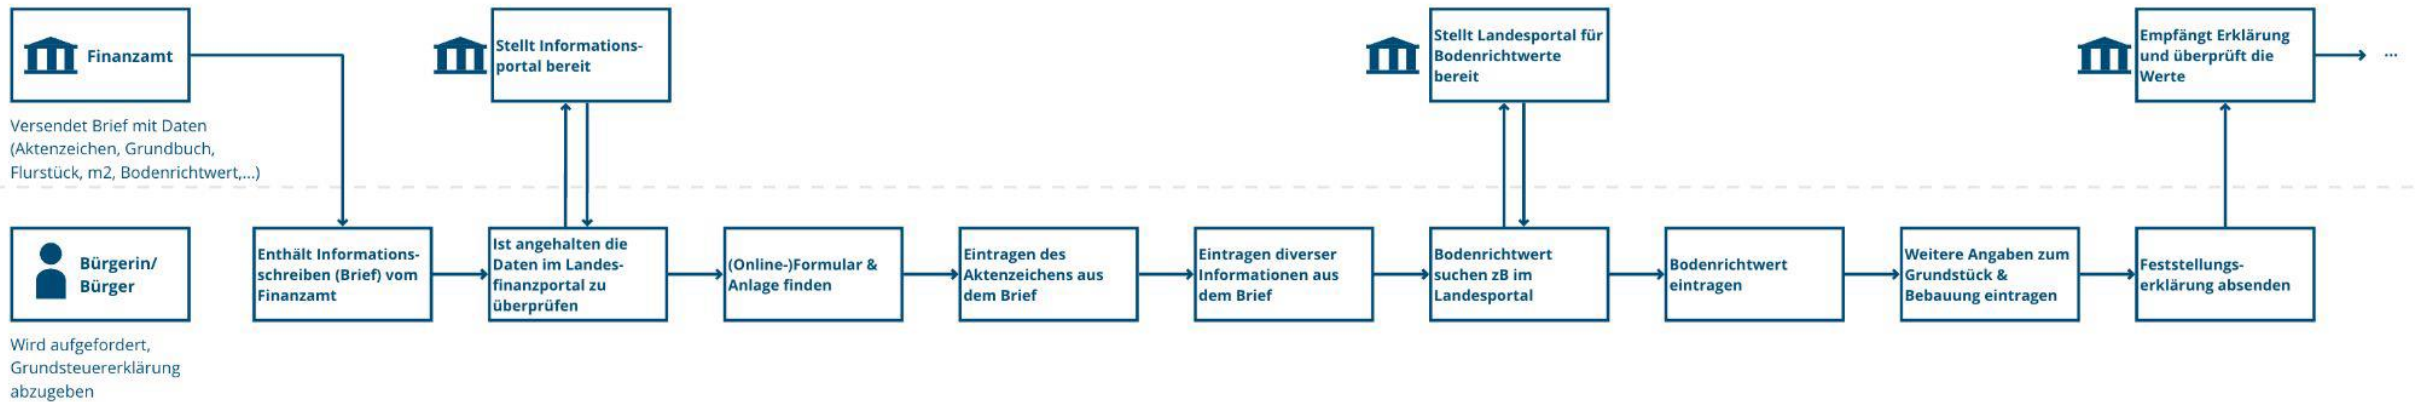 Finanzamt
Versendet Brief mit Daten
(Aktenzeichen, Grundbuch,
Flurstück, m2, Bodenrichtwert,...)
Stellt Informations-
portal bereit
Stellt Landesportal für
Bodenrichtwerte
bereit
Empfängt Erklärung
und überprüft die
Werte
...
Bürgerin/
Bürger
Wird aufgefordert,
Grundsteuererklärung
abzugeben
Enthält Informations-
schreiben (Brief) vom
Finanzamt
Ist angehalten die
Daten im Landes-
finanzportal zu
überprüfen
(Online-)Formular &
Anlage finden
Eintragen des
Aktenzeichens aus
dem Brief
Eintragen diverser
Informationen aus
dem Brief
Bodenrichtwert
suchen zB im
Landesportal
Bodenrichtwert
eintragen
Weitere Angaben zum
Grundstück &
Bebauung eintragen
Feststellungs-
erklärung absenden